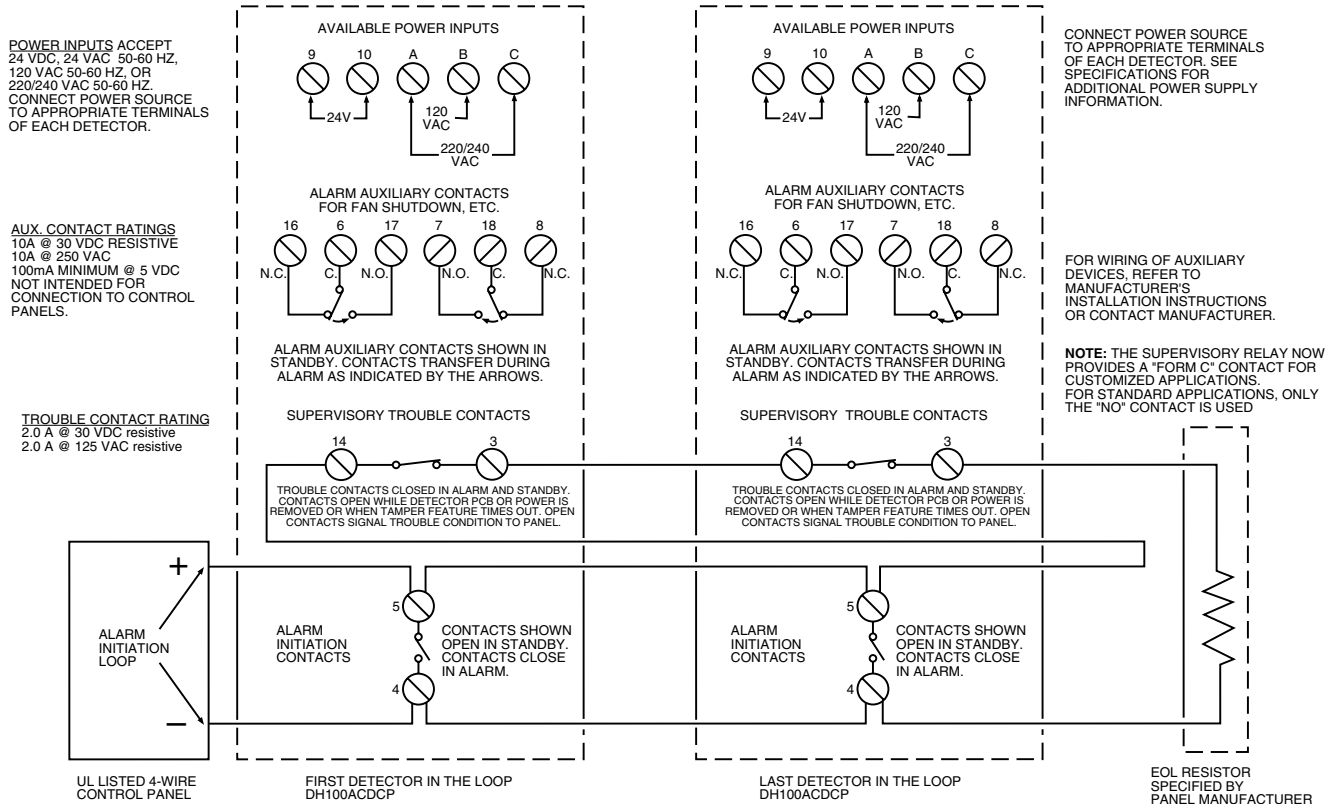 POWER INPUTS ACCEPT
24 VDC, 24 VAC 50-60 HZ,
120 VAC 50-60 HZ, OR
220/240 VAC 50-60 HZ.
CONNECT POWER SOURCE
TO APPROPRIATE TERMINALS
OF EACH DETECTOR.
AVAILABLE POWER INPUTS
9 10 A B C
24V
120
VAC
220/240
VAC
AVAILABLE POWER INPUTS
9 10 A B C
24V
120
VAC
220/240
VAC
CONNECT POWER SOURCE
TO APPROPRIATE TERMINALS
OF EACH DETECTOR. SEE
SPECIFICATIONS FOR
ADDITIONAL POWER SUPPLY
INFORMATION.
AUX. CONTACT RATINGS
10A @ 30 VDC RESISTIVE
10A @ 250 VAC
100mA MINIMUM @ 5 VDC
NOT INTENDED FOR
CONNECTION TO CONTROL
PANELS.
ALARM AUXILIARY CONTACTS
FOR FAN SHUTDOWN, ETC.
16 6 17 7 18 8
N.C. C. N.O. N.O. C. N.C.
ALARM AUXILIARY CONTACTS SHOWN IN
STANDBY. CONTACTS TRANSFER DURING
ALARM AS INDICATED BY THE ARROWS.
ALARM AUXILIARY CONTACTS
FOR FAN SHUTDOWN, ETC.
16 6 17 7 18 8
N.C. C. N.O. N.O. C. N.C.
ALARM AUXILIARY CONTACTS SHOWN IN
STANDBY. CONTACTS TRANSFER DURING
ALARM AS INDICATED BY THE ARROWS.
FOR WIRING OF AUXILIARY
DEVICES, REFER TO
MANUFACTURER'S
INSTALLATION INSTRUCTIONS
OR CONTACT MANUFACTURER.
NOTE: THE SUPERVISORY RELAY NOW
PROVIDES A "FORM C" CONTACT FOR
CUSTOMIZED APPLICATIONS.
FOR STANDARD APPLICATIONS, ONLY
THE "NO" CONTACT IS USED
TROUBLE CONTACT RATING
2.0 A @ 30 VDC resistive
2.0 A @ 125 VAC resistive
SUPERVISORY TROUBLE CONTACTS
14 3
TROUBLE CONTACTS CLOSED IN ALARM AND STANDBY.
CONTACTS OPEN WHILE DETECTOR PCB OR POWER IS
REMOVED OR WHEN TAMPER FEATURE TIMES OUT. OPEN
CONTACTS SIGNAL TROUBLE CONDITION TO PANEL.
SUPERVISORY TROUBLE CONTACTS
14 3
TROUBLE CONTACTS CLOSED IN ALARM AND STANDBY.
CONTACTS OPEN WHILE DETECTOR PCB OR POWER IS
REMOVED OR WHEN TAMPER FEATURE TIMES OUT. OPEN
CONTACTS SIGNAL TROUBLE CONDITION TO PANEL.
+
ALARM
INITIATION
LOOP
−
UL LISTED 4-WIRE
CONTROL PANEL
ALARM
INITIATION
CONTACTS
5
4
CONTACTS SHOWN
OPEN IN STANDBY.
CONTACTS CLOSE
IN ALARM.
FIRST DETECTOR IN THE LOOP
DH100ACDCP
ALARM
INITIATION
CONTACTS
5
4
CONTACTS SHOWN
OPEN IN STANDBY.
CONTACTS CLOSE
IN ALARM.
LAST DETECTOR IN THE LOOP
DH100ACDCP
EOL RESISTOR
SPECIFIED BY
PANEL MANUFACTURER